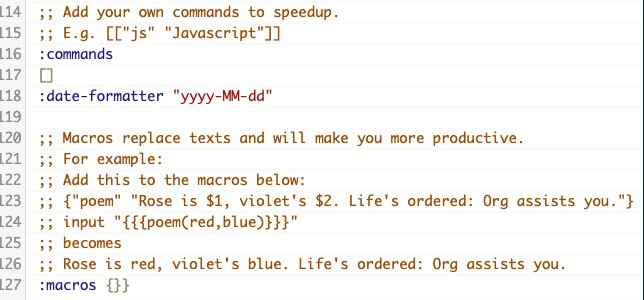 114 ;; Add your own commands to speedup.
115 ;; E.g. [["js" "Javascript"]]
116 :commands
117 []
118 :date-formatter "yyyy-MM-dd"
119
120 ;; Macros replace texts and will make you more productive.
121 ;; For example:
122 ;; Add this to the macros below:
123 ;; {"poem" "Rose is $1, violet's $2. Life's ordered: Org assists you."}
124 ;; input "{{{poem(red,blue)}}}"
125 ;; becomes
126 ;; Rose is red, violet's blue. Life's ordered: Org assists you.
127 :macros {}}